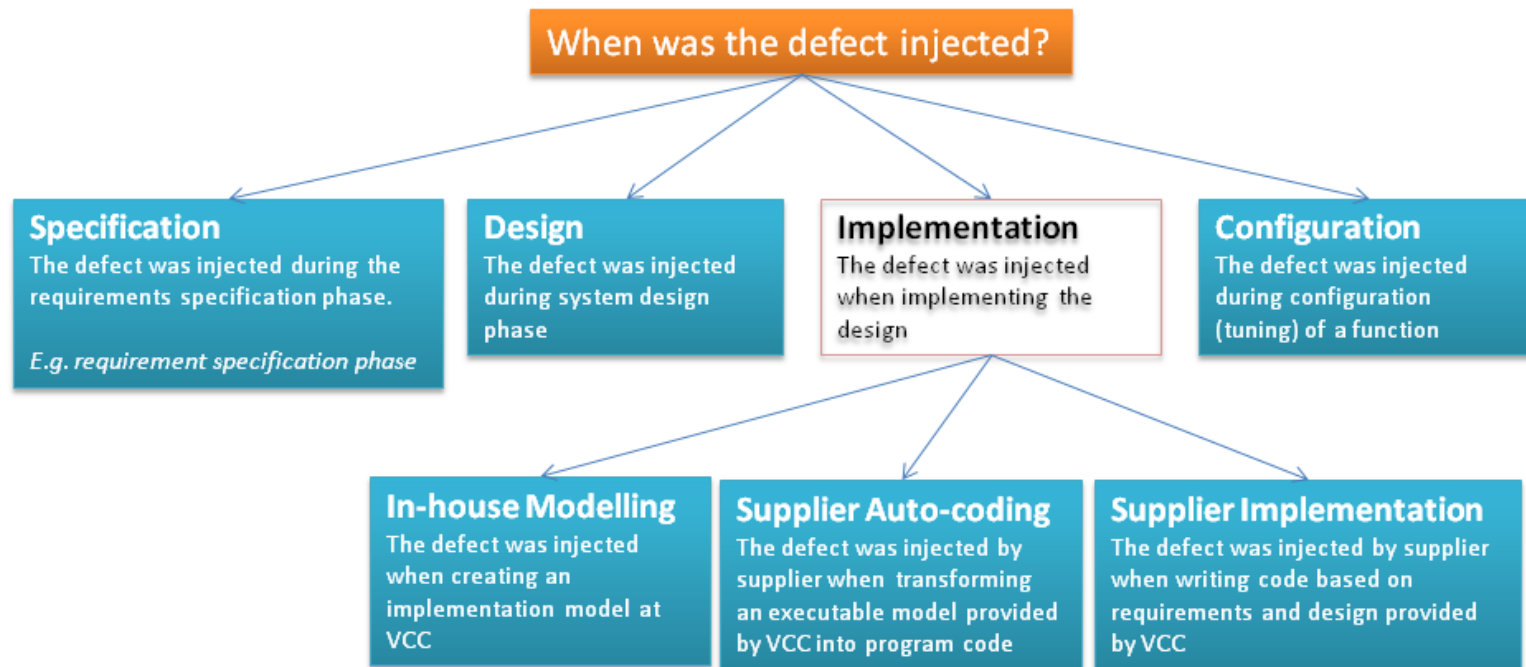 When was the defect injected?
Specification
The defect was injected during the
requirements specification phase.
E.g. requirement specification phase
Design
The defect was injected
during system design
phase
Implementation
The defect was injected
when implementing the
design
Configuration
The defect was injected
during configuration
(tuning) of a function
In-house Modelling
The defect was injected
when creating an
implementation model at
VCC
Supplier Auto-coding
The defect was injected by
supplier when transforming
an executable model provided
by VCC into program code
Supplier Implementation
The defect was injected by supplier
when writing code based on
requirements and design provided
by VCC